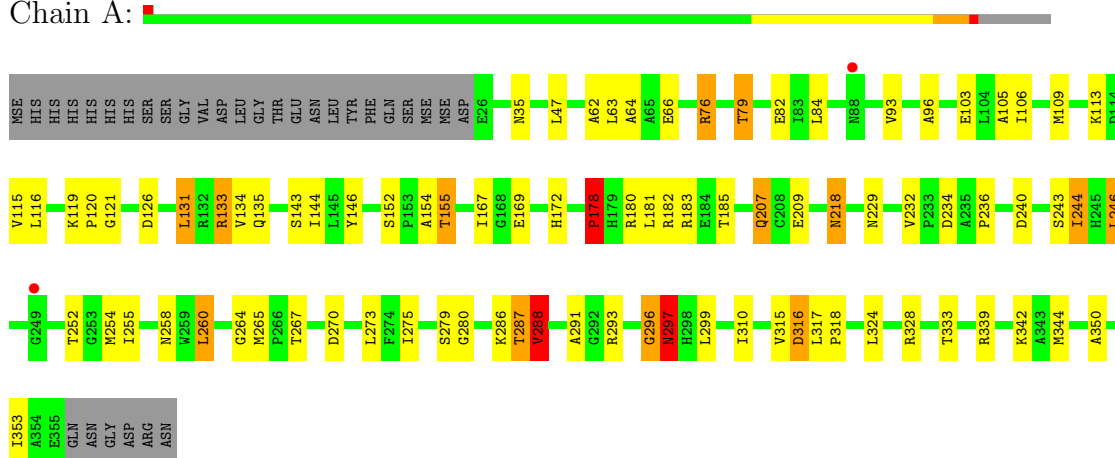 Chain A:
MSE HIS HIS HIS HIS HIS HIS SER SER GLY VAL ASP LEU GLY THR GLU ASN LEU TYR PHE GLN SER MSE MSE ASP E26 N35 L47 A62 L63 A64 A65 E66 R76 T79 E82 I83 L84 N88 V93 A96 E103 L104 A105 I106 M109 K113 D114
V115 L116 K119 P120 G121 D126 L131 R132 R133 V134 Q135 S143 I144 L145 Y146 S152 P153 A154 T155 I167 G168 E169 H172 P178 H179 R180 L181 R182 R183 E184 T185 Q207 C208 E209 N218 N229 V232 P233 D234 A235 P236 D240 S243 I244 H245
G249 T252 G253 M254 I255 N258 W259 L260 G264 M265 P266 T267 D270 L273 F274 I275 S279 G280 K286 T287 V288 A291 G292 R293 G296 N297 H298 L299 I310 V315 D316 L317 P318 L324 R328 T333 R339 K342 A343 M344 A350
I353 A354 E355 GLN ASN GLY ASP ARG ASN